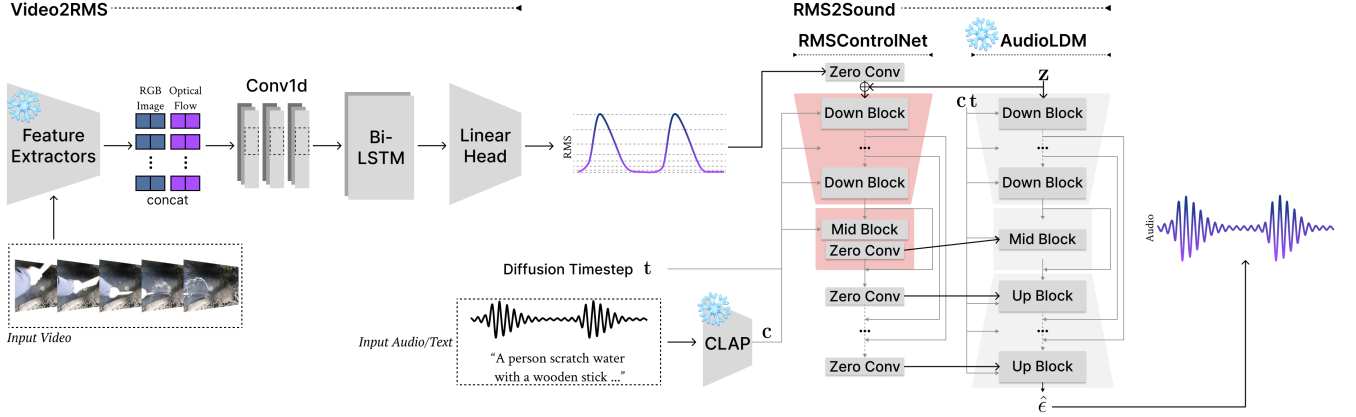 Video2RMS
RMS2Sound
RMSControlNet
AudioLDM
Feature
Extractors
RGB
Image
Optical
Flow
concat
Conv1d
Bi-
LSTM
Linear
Head
RMS
Input Video
Diffusion Timestep t
Input Audio/Text
“A person scratch water
with a wooden stick ...”
CLAP
c
Zero Conv
Down Block
...
Down Block
Mid Block
Zero Conv
Zero Conv
...
Zero Conv
z
c t
Down Block
...
Down Block
Mid Block
Up Block
...
Up Block
ϵ̂
Audio